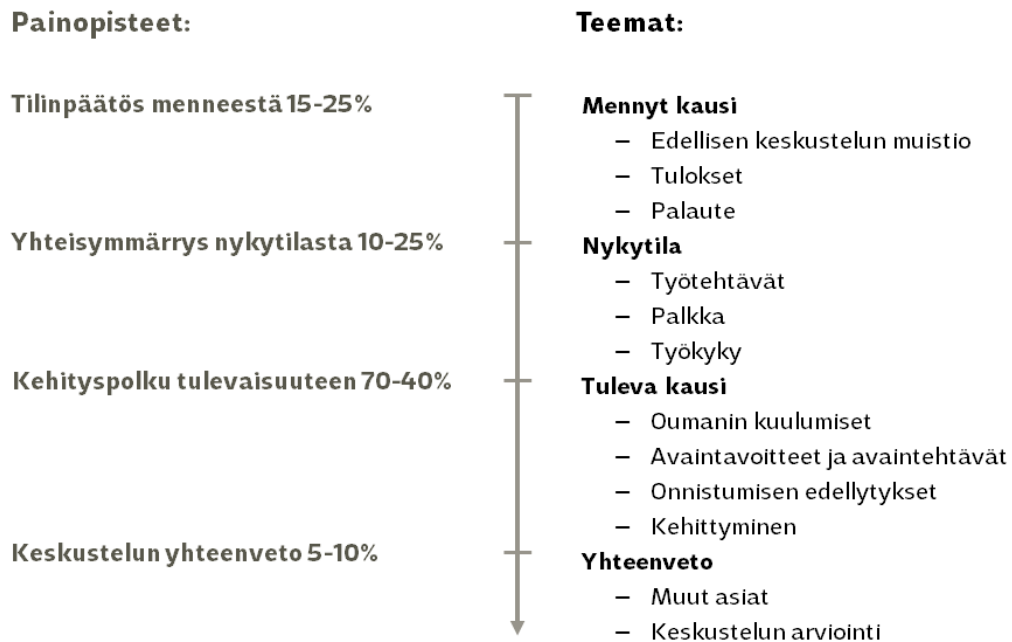 Painopisteet:
Teemat:
Tilinpäätös menneestä 15-25%
Mennyt kausi
– Edellisen keskustelun muistio
– Tulokset
– Palaute
Yhteisymmärrys nykytilasta 10-25%
Nykytila
– Työtehtävät
– Palkka
– Työkyky
Kehityspolku tulevaisuuteen 70-40%
Tuleva kausi
– Oumanin kuulumiset
– Avaintavoitteet ja avaintehtävät
– Onnistumisen edellytykset
– Kehittyminen
Keskustelun yhteenveto 5-10%
Yhteenveto
– Muut asiat
– Keskustelun arviointi